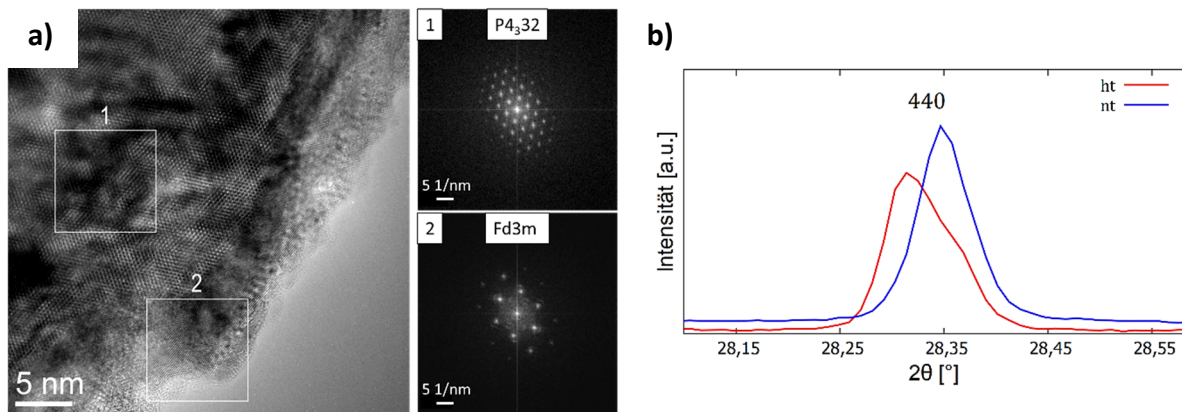 a)
1
2
5 nm
1
P4₃32
5 1/nm
2
Fd3m
5 1/nm
b)
440
ht
nt
Intensität [a.u.]
28,15 28,25 28,35 28,45 28,55
2θ [°]